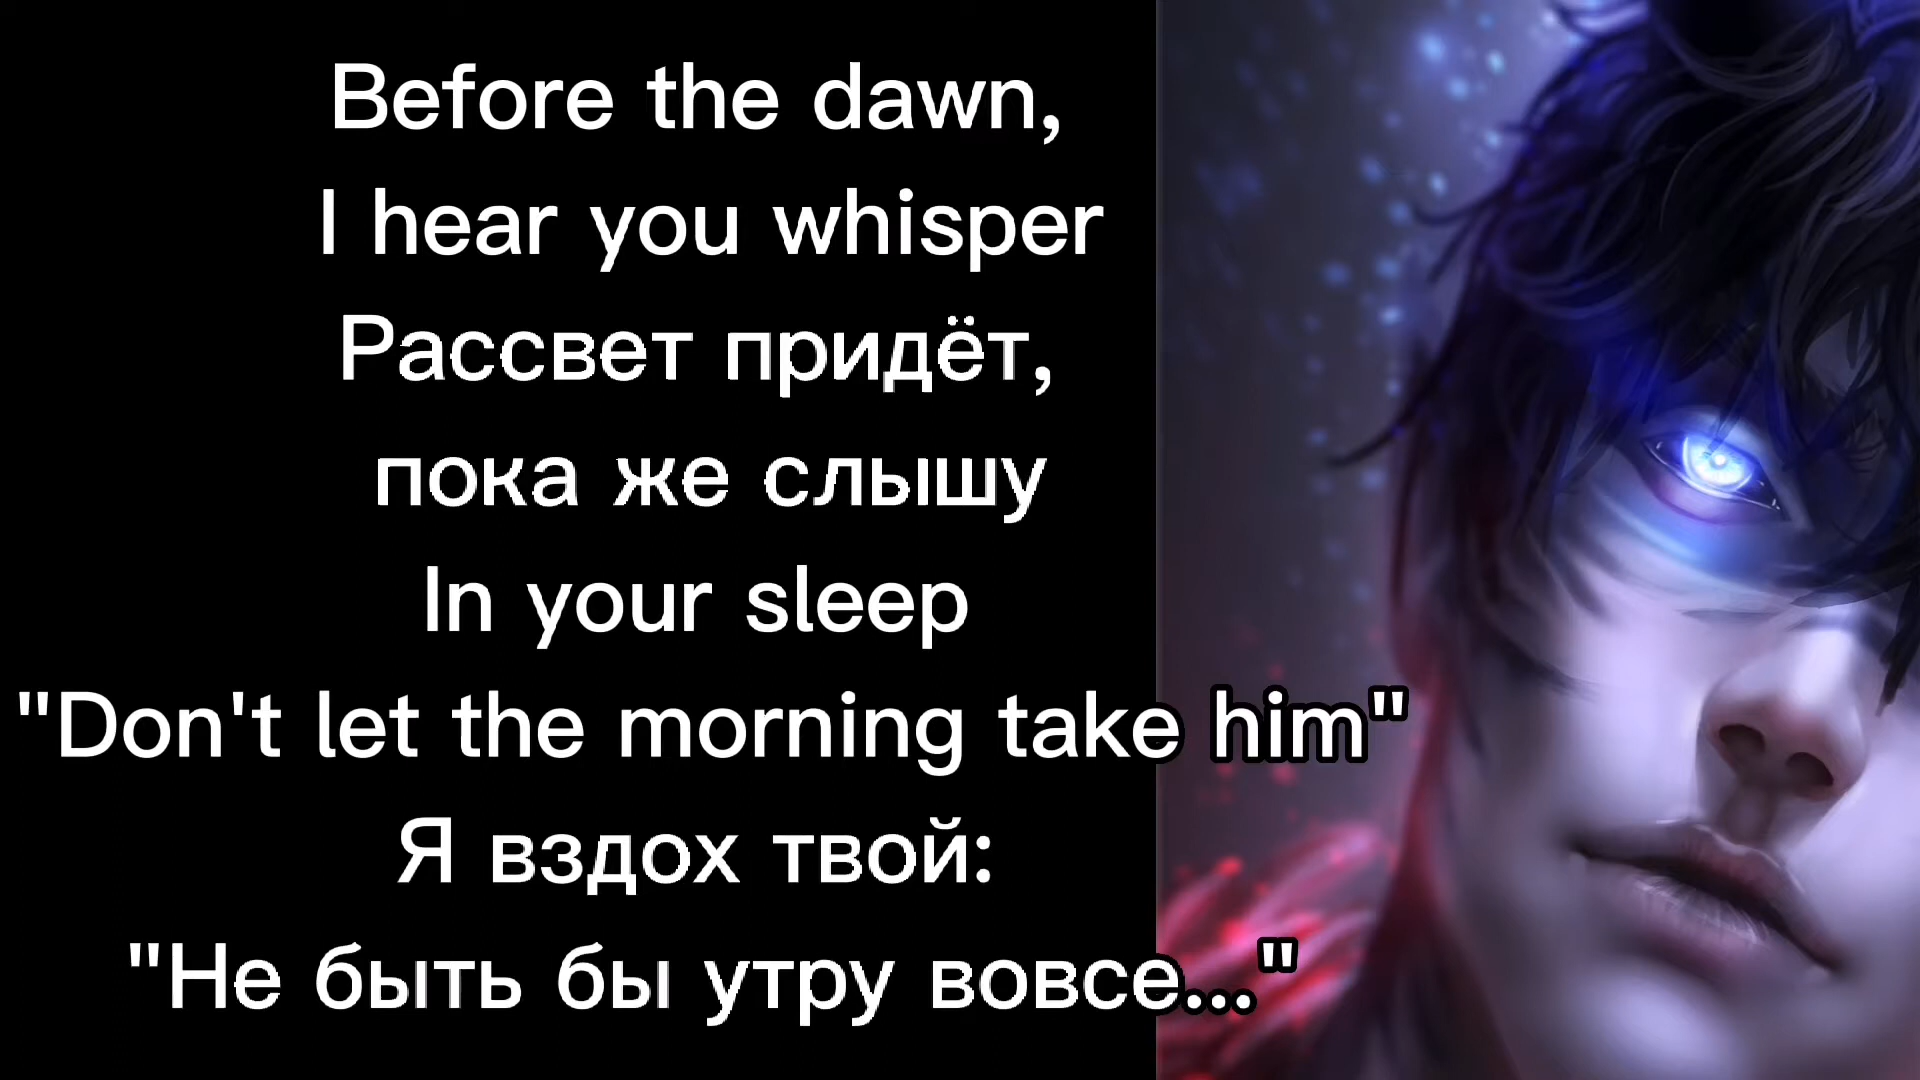 Before the dawn,
I hear you whisper
Рассвет придёт,
пока же слышу
In your sleep
"Don't let the morning take him"
Я вздох твой:
"Не быть бы утру вовсе..."